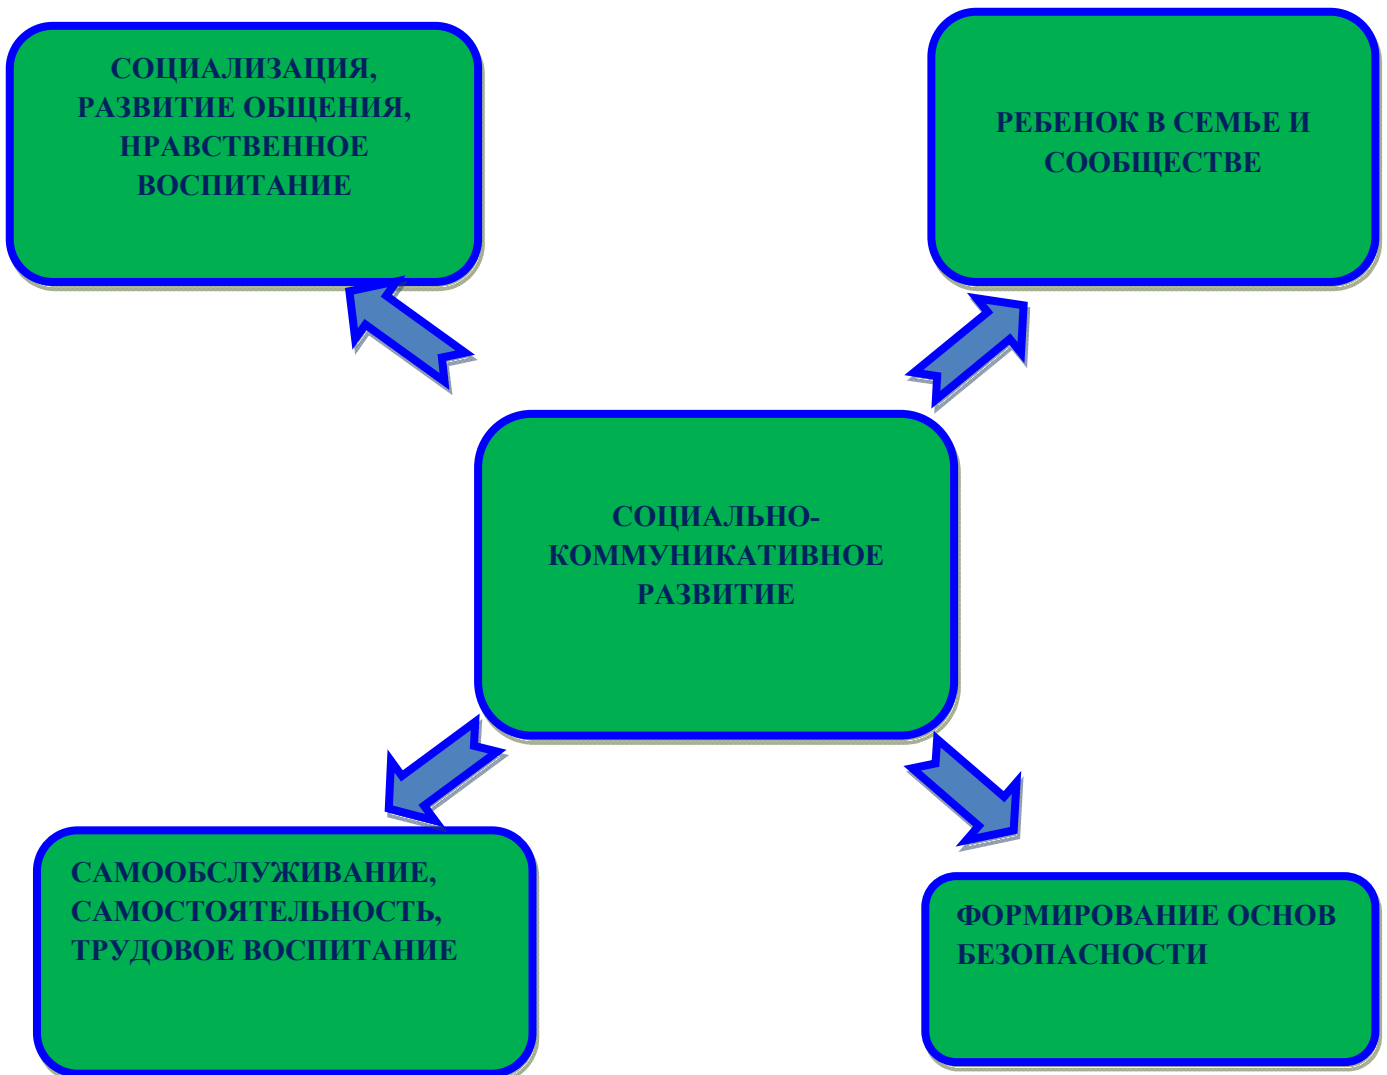 СОЦИАЛИЗАЦИЯ,
РАЗВИТИЕ ОБЩЕНИЯ,
НРАВСТВЕННОЕ
ВОСПИТАНИЕ
РЕБЕНОК В СЕМЬЕ И
СООБЩЕСТВЕ
СОЦИАЛЬНО-
КОММУНИКАТИВНОЕ
РАЗВИТИЕ
САМООБСЛУЖИВАНИЕ,
САМОСТОЯТЕЛЬНОСТЬ,
ТРУДОВОЕ ВОСПИТАНИЕ
ФОРМИРОВАНИЕ ОСНОВ
БЕЗОПАСНОСТИ